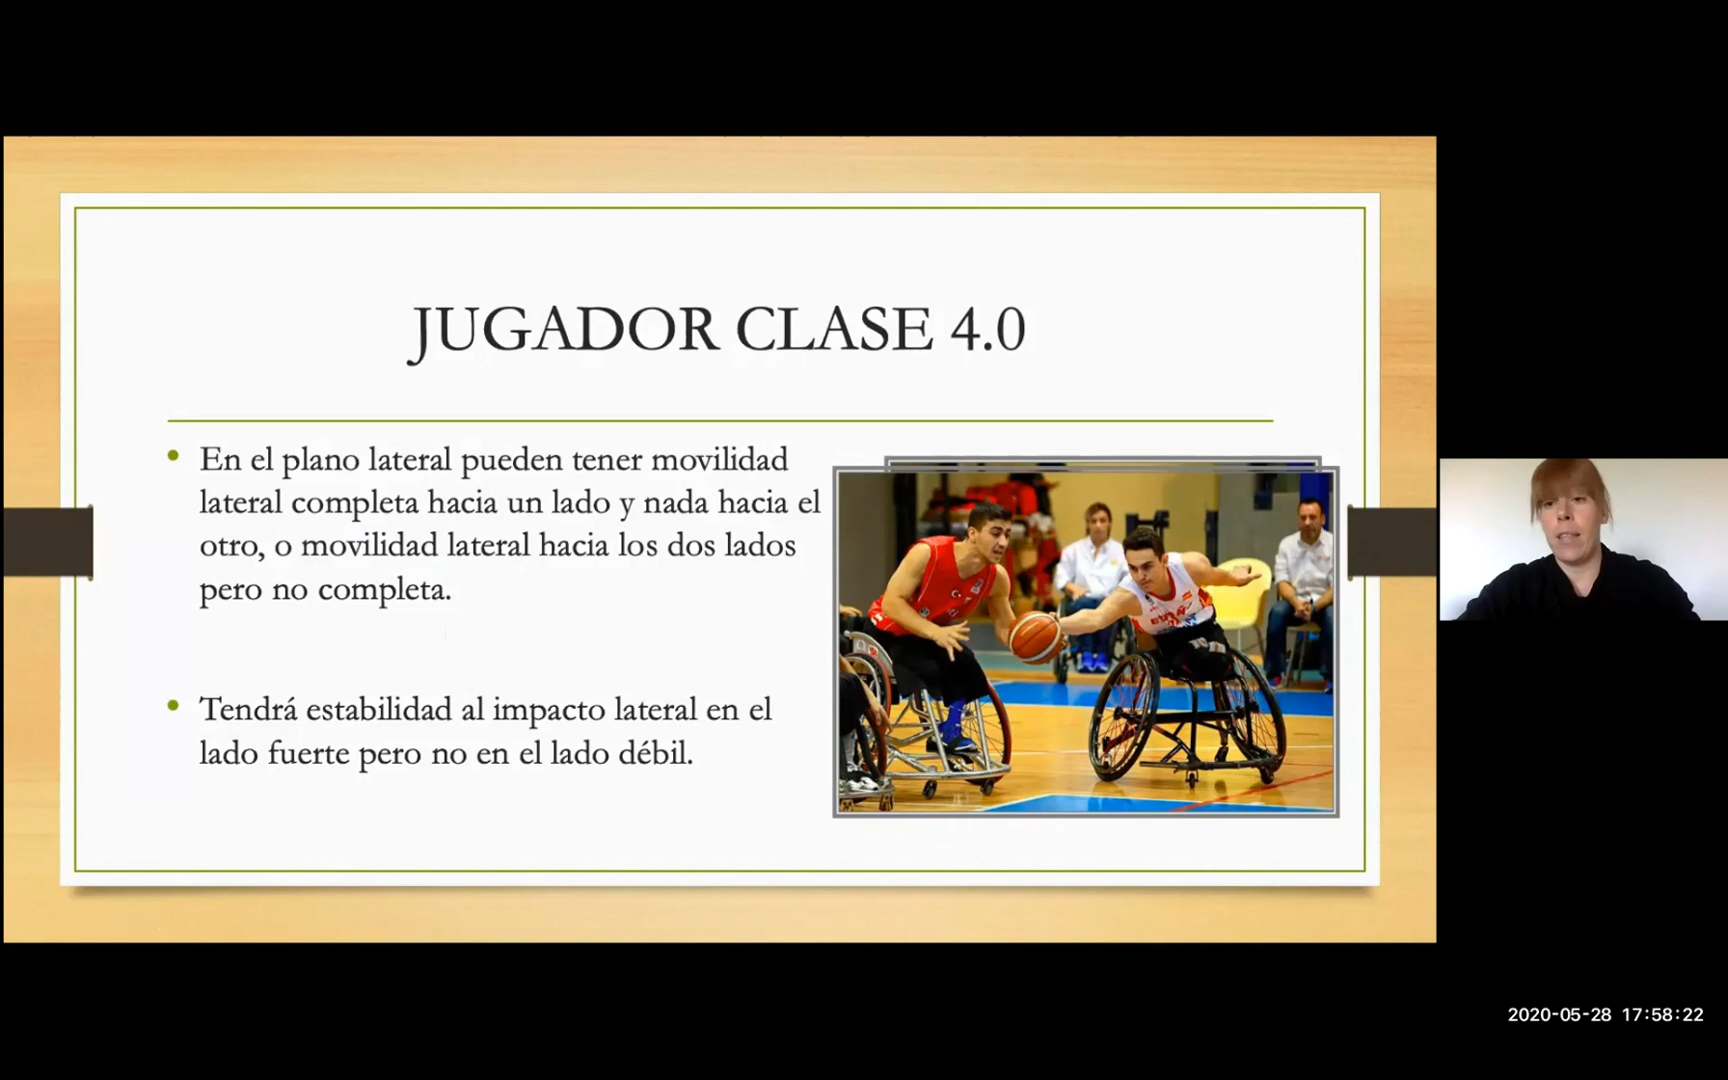 JUGADOR CLASE 4.0
En el plano lateral pueden tener movilidad
lateral completa hacia un lado y nada hacia el
otro, o movilidad lateral hacia los dos lados
pero no completa.
Tendrá estabilidad al impacto lateral en el
lado fuerte pero no en el lado débil.
2020-05-28 17:58:22